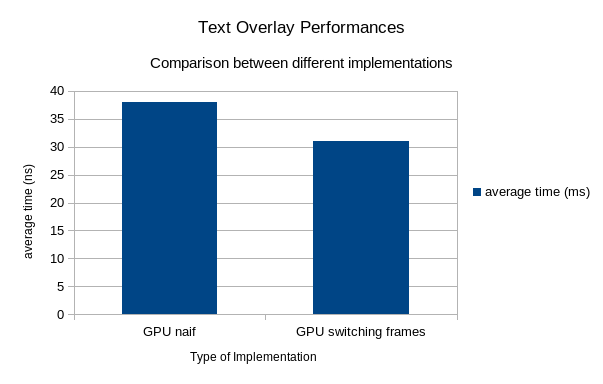 Text Overlay Performances
Comparison between different implementations
40
35
30
25
20
15
10
5
0
average time (ns)
GPU naif
GPU switching frames
Type of Implementation
average time (ms)